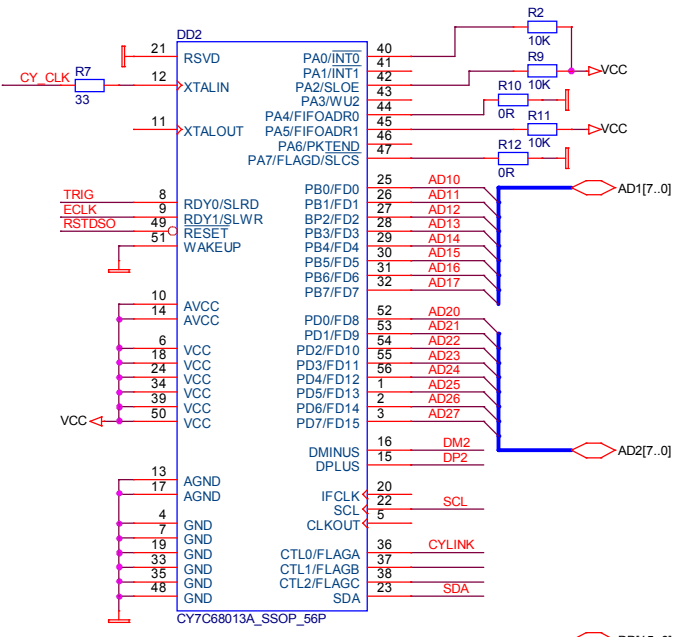 DD2
21 RSVD PA0/INT0 40 R2 10K
PA1/INT1 41
CY_CLK R7 33 12 XTALIN PA2/SLOE 42 R9 10K VCC
PA3/WU2 43
PA4/FIFOADR0 44 R10 0R
11 XTALOUT PA5/FIFOADR1 45 R11 10K VCC
PA6/PKTEND 46
PA7/FLAGD/SLCS 47 R12 0R
PB0/FD0 25 AD10 AD1[7..0]
TRIG 8 RDY0/SLRD PB1/FD1 26 AD11
ECLK 9 RDY1/SLWR BP2/FD2 27 AD12
RSTDSO 49 RESET PB3/FD3 28 AD13
51 WAKEUP PB4/FD4 29 AD14
PB5/FD5 30 AD15
PB6/FD6 31 AD16
PB7/FD7 32 AD17
10 AVCC
14 AVCC PD0/FD8 52 AD20
PD1/FD9 53 AD21
6 VCC PD2/FD10 54 AD22
18 VCC PD3/FD11 55 AD23
24 VCC PD4/FD12 56 AD24
34 VCC PD5/FD13 1 AD25
39 VCC PD6/FD14 2 AD26
VCC 50 VCC PD7/FD15 3 AD27
DMINUS 16 DM2 AD2[7..0]
DPLUS 15 DP2
13 AGND
17 AGND IFCLK 20
SCL 22 SCL
4 GND CLKOUT 5
7 GND
19 GND CTL0/FLAGA 36 CYLINK
33 GND CTL1/FLAGB 37
35 GND CTL2/FLAGC 38
48 GND SDA 23 SDA
CY7C68013A_SSOP_56P